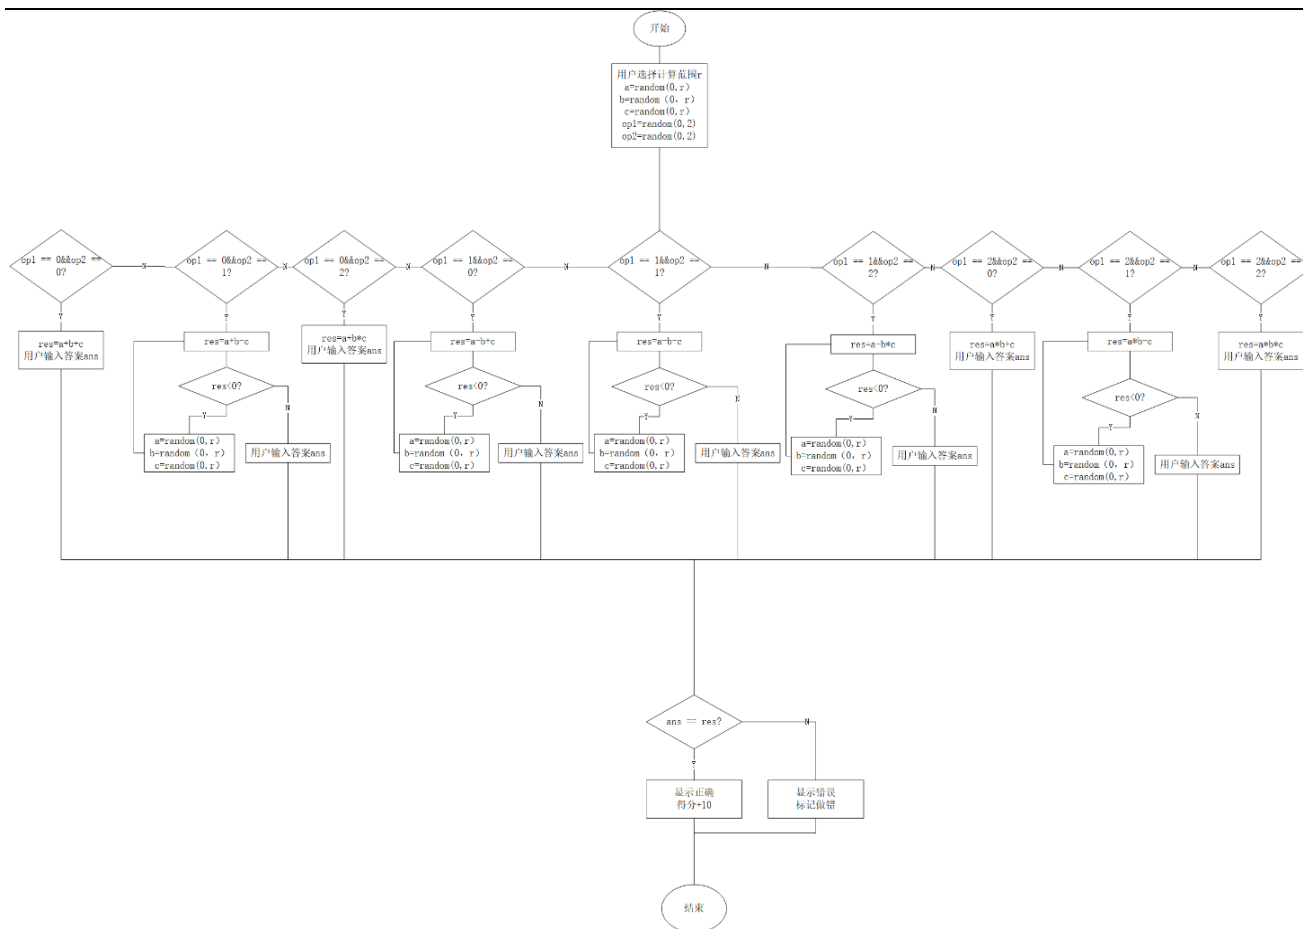 开始
用户选择计算范围r
a=random(0,r)
b=random（0，r）
c=random(0,r)
op1=random(0,2)
op2=random(0,2)
op1 == 0&&op2 ==
0?
N
op1 == 0&&op2 ==
1?
N
op1 == 0&&op2 ==
2?
N
op1 == 1&&op2 ==
0?
N
op1 == 1&&op2 ==
1?
N
op1 == 1&&op2 ==
2?
N
op1 == 2&&op2 ==
0?
N
op1 == 2&&op2 ==
1?
N
op1 == 2&&op2 ==
2?
Y
Y
Y
Y
Y
Y
Y
Y
Y
res=a+b+c
用户输入答案ans
res=a+b-c
res=a+b*c
用户输入答案ans
res=a-b+c
res=a-b-c
res=a-b*c
res=a*b+c
用户输入答案ans
res=a*b-c
res=a*b*c
用户输入答案ans
res<0?
res<0?
res<0?
res<0?
res<0?
Y
N
Y
N
Y
N
Y
N
Y
N
a=random(0,r)
b=random（0，r）
c=random(0,r)
用户输入答案ans
a=random(0,r)
b=random（0，r）
c=random(0,r)
用户输入答案ans
a=random(0,r)
b=random（0，r）
c=random(0,r)
用户输入答案ans
a=random(0,r)
b=random（0，r）
c=random(0,r)
用户输入答案ans
a=random(0,r)
b=random（0，r）
c=random(0,r)
用户输入答案ans
ans == res?
N
Y
显示正确
得分+10
显示错误
标记做错
结束